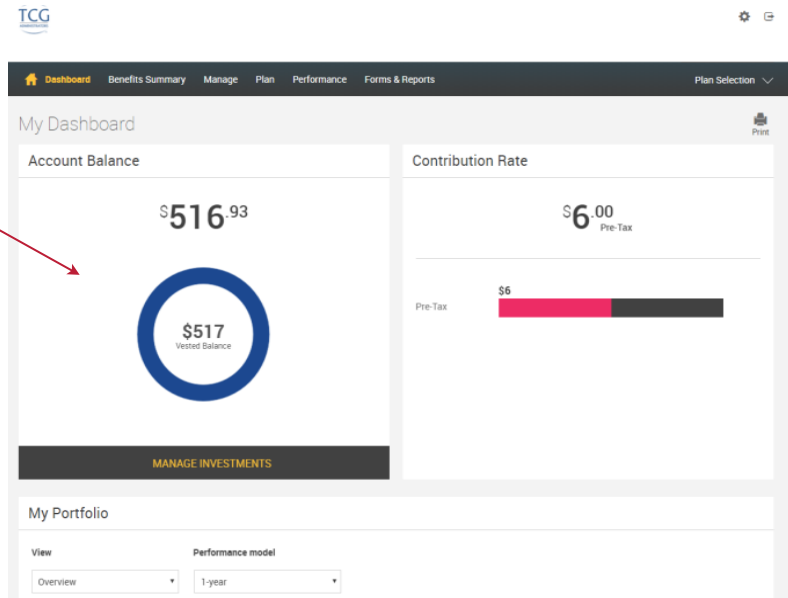 TCG
Dashboard Benefits Summary Manage Plan Performance Forms & Reports Plan Selection
My Dashboard
Print
Account Balance
Contribution Rate
$516.93
$6.00
Pre-Tax
$6
Pre-Tax
$517
Vested Balance
MANAGE INVESTMENTS
My Portfolio
View Performance model
Overview 1-year